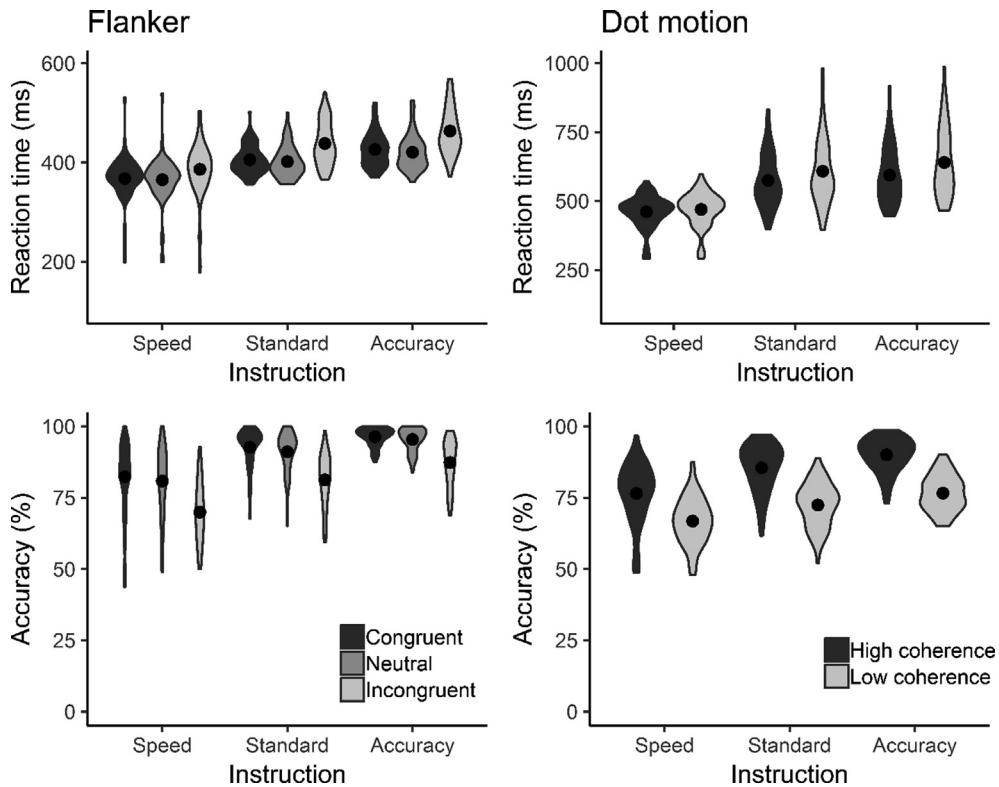 Flanker
Reaction time (ms)
600
400
200
Speed Standard Accuracy
Instruction
Dot motion
Reaction time (ms)
1000
750
500
250
Speed Standard Accuracy
Instruction
Accuracy (%)
100
75
50
25
0
Congruent
Neutral
Incongruent
Speed Standard Accuracy
Instruction
Accuracy (%)
100
75
50
25
0
High coherence
Low coherence
Speed Standard Accuracy
Instruction